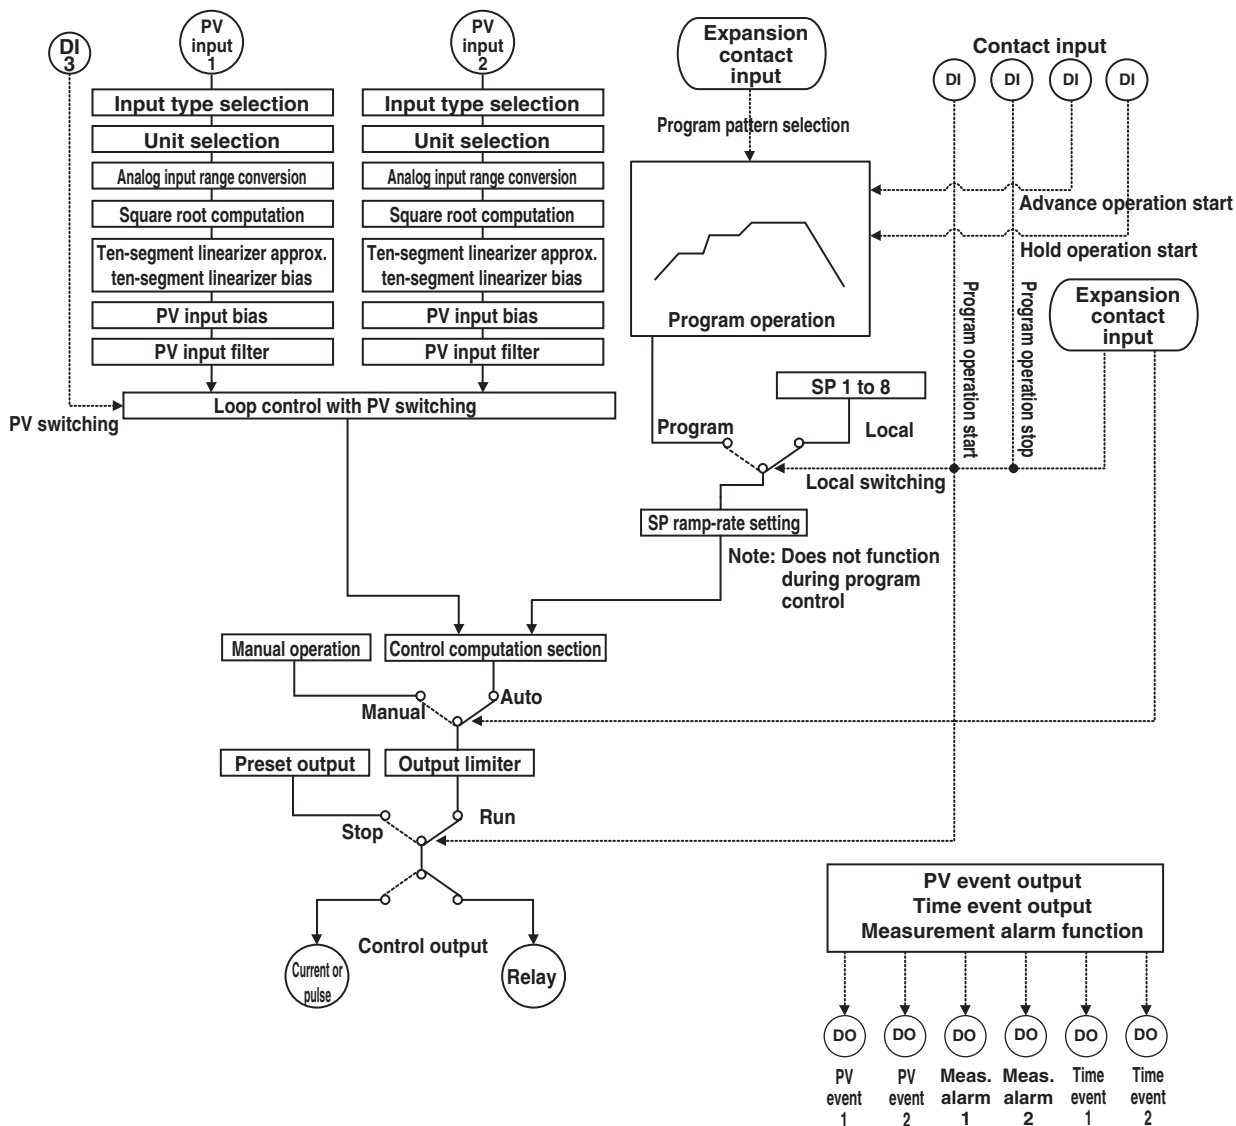 DI
3
PV
input
1
PV
input
2
Expansion
contact
input
Contact input
DI
DI
DI
DI
Input type selection
Unit selection
Analog input range conversion
Square root computation
Ten-segment linearizer approx.
ten-segment linearizer bias
PV input bias
PV input filter
Input type selection
Unit selection
Analog input range conversion
Square root computation
Ten-segment linearizer approx.
ten-segment linearizer bias
PV input bias
PV input filter
Program pattern selection
Program operation
Advance operation start
Hold operation start
Program operation start
Program operation stop
Expansion
contact
input
PV switching
Loop control with PV switching
SP 1 to 8
Program
Local
Local switching
SP ramp-rate setting
Note: Does not function
during program
control
Manual operation
Control computation section
Manual
Auto
Preset output
Output limiter
Stop
Run
Control output
Current or
pulse
Relay
PV event output
Time event output
Measurement alarm function
DO
DO
DO
DO
DO
DO
PV
event
1
PV
event
2
Meas.
alarm
1
Meas.
alarm
2
Time
event
1
Time
event
2